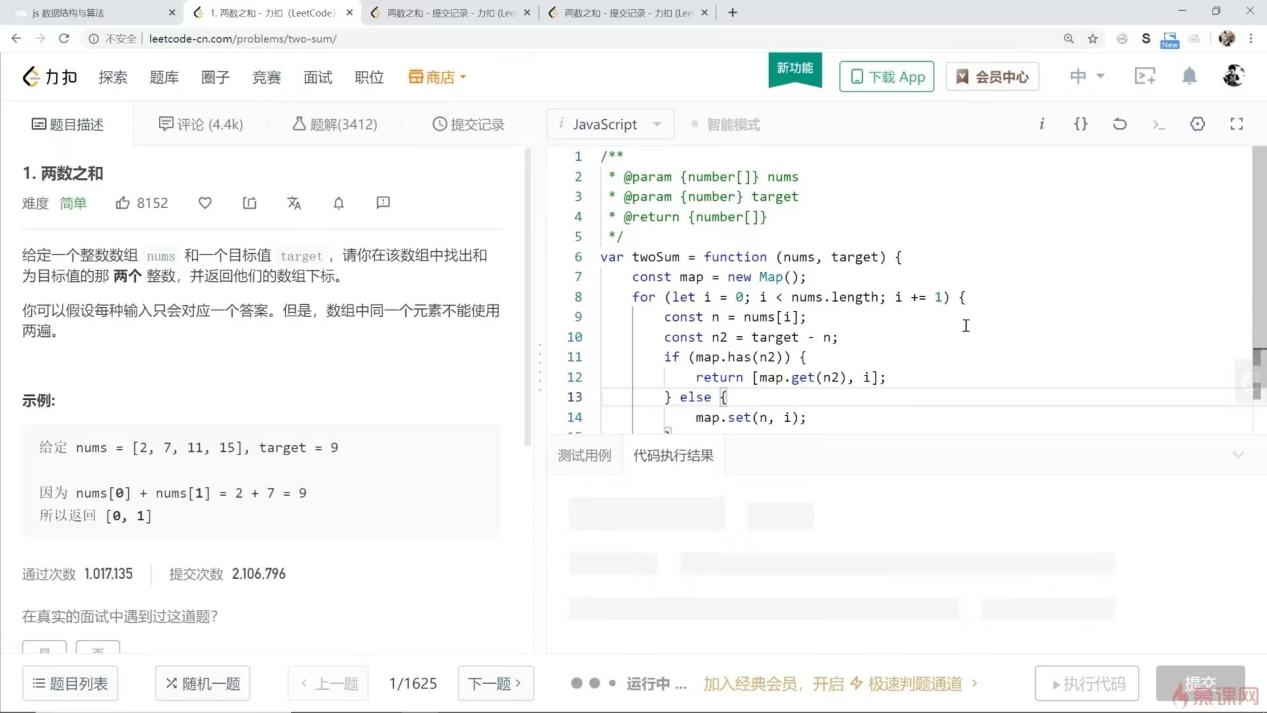 js 数据结构与算法
1. 两数之和 - 力扣（LeetCode）
两数之和 - 提交记录 - 力扣（Lee
两数之和 - 提交记录 - 力扣（Lee
不安全 leetcode-cn.com/problems/two-sum/
S
New
力扣 探索 题库 圈子 竞赛 面试 职位 商店
新功能
下载 App
会员中心
中
题目描述 评论 (4.4k) 题解(3412) 提交记录
1. 两数之和
难度 简单 8152
给定一个整数数组 nums 和一个目标值 target，请你在该数组中找出和
为目标值的那 两个 整数，并返回他们的数组下标。
你可以假设每种输入只会对应一个答案。但是，数组中同一个元素不能使用
两遍。
示例:
给定 nums = [2, 7, 11, 15], target = 9
因为 nums[0] + nums[1] = 2 + 7 = 9
所以返回 [0, 1]
通过次数 1,017,135 提交次数 2,106,796
在真实的面试中遇到过这道题?
题目列表 随机一题 上一题 1/1625 下一题
i JavaScript 智能模式
i {} >_
1 /**
2 * @param {number[]} nums
3 * @param {number} target
4 * @return {number[]}
5 */
6 var twoSum = function (nums, target) {
7 const map = new Map();
8 for (let i = 0; i < nums.length; i += 1) {
9 const n = nums[i];
10 const n2 = target - n;
11 if (map.has(n2)) {
12 return [map.get(n2), i];
13 } else {
14 map.set(n, i);
测试用例 代码执行结果
运行中 ... 加入经典会员，开启 极速判题通道 >
执行代码
提交
慕课网